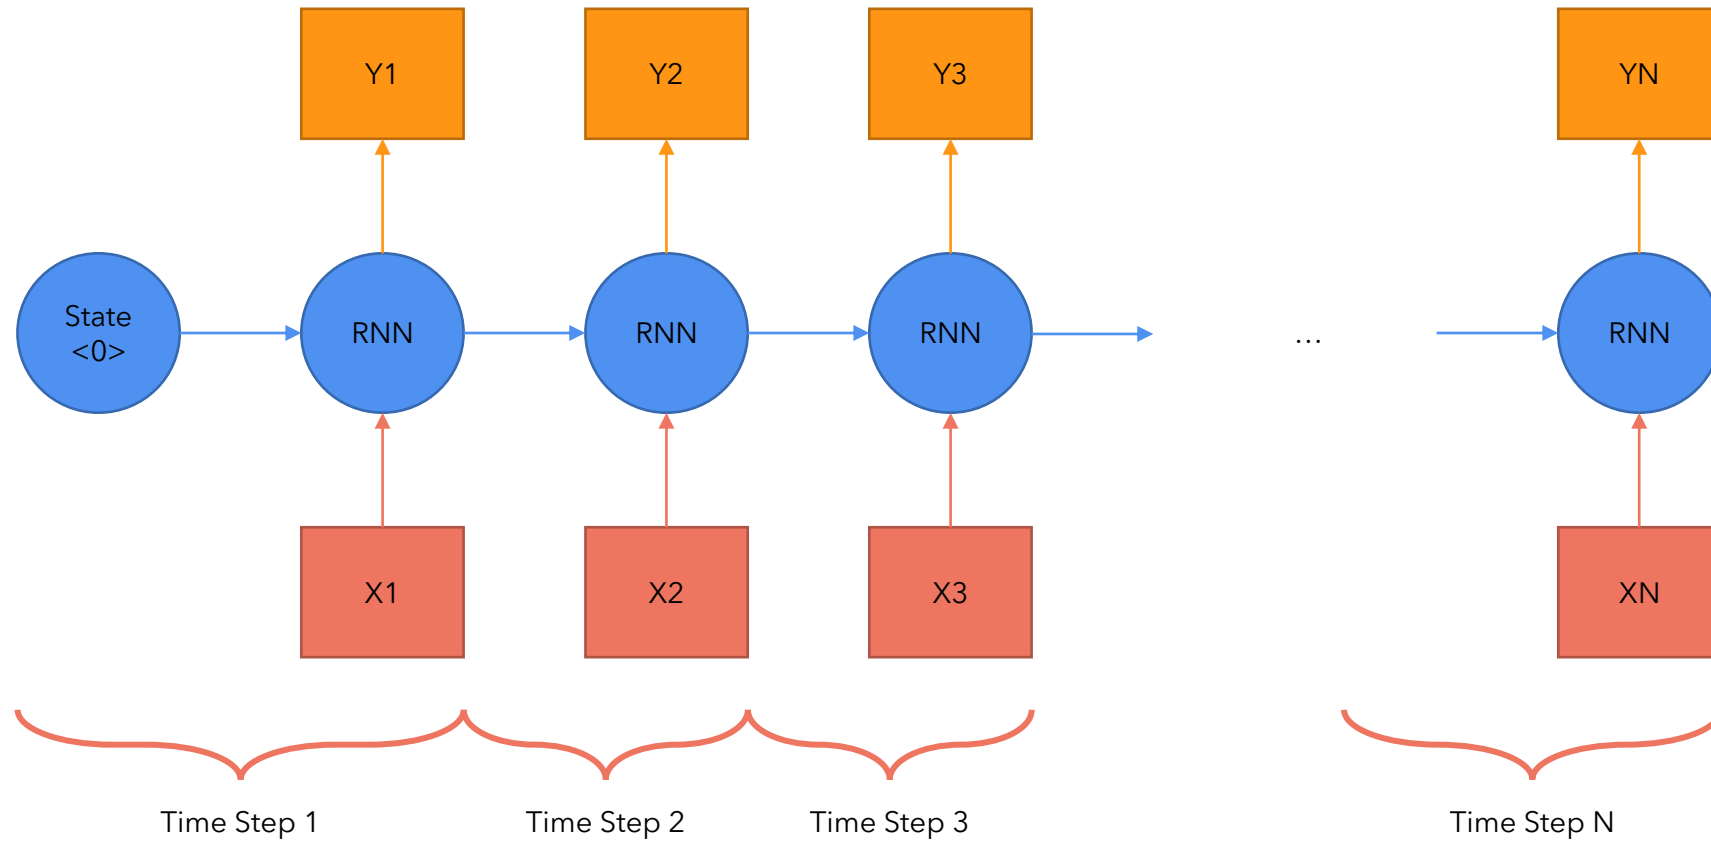 Y1
Y2
Y3
YN
State
<0>
RNN
RNN
RNN
...
RNN
X1
X2
X3
XN
Time Step 1
Time Step 2
Time Step 3
Time Step N